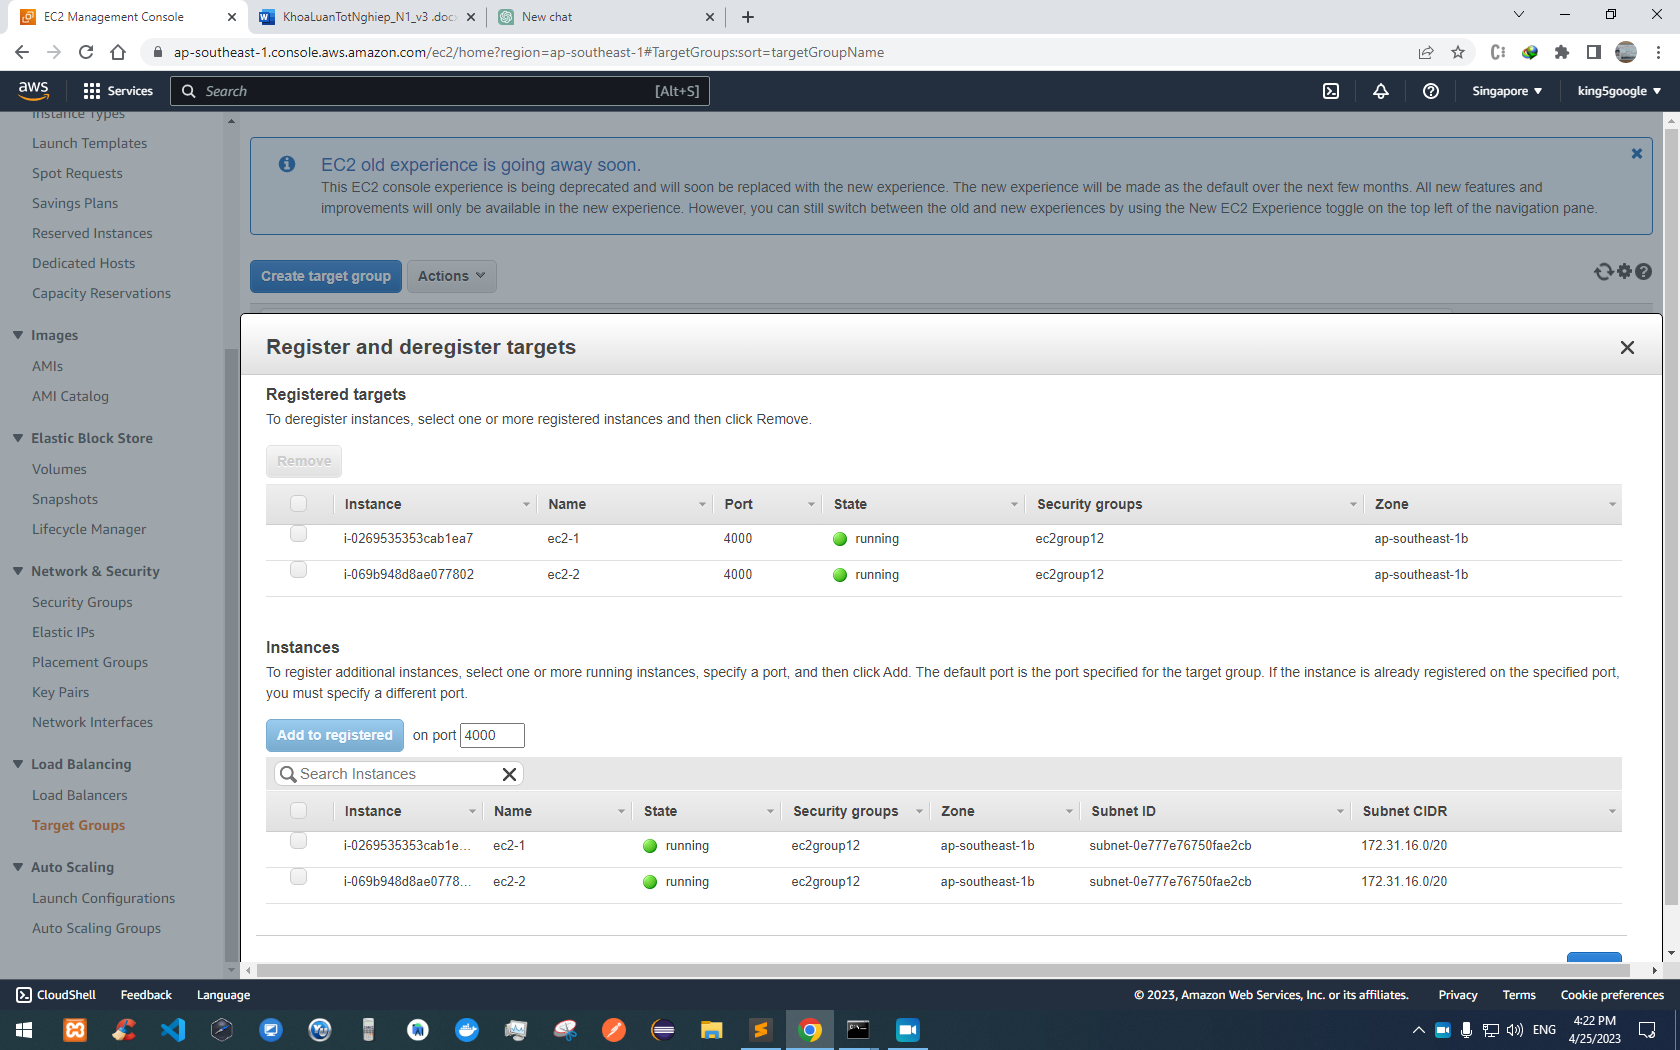 EC2 Management Console
KhoaLuanTotNghiep_N1_v3 .doc
New chat
ap-southeast-1.console.aws.amazon.com/ec2/home?region=ap-southeast-1#TargetGroups:sort=targetGroupName
aws
Services
Search
[Alt+S]
Singapore
king5google
Instance Types
Launch Templates
Spot Requests
Savings Plans
Reserved Instances
Dedicated Hosts
Capacity Reservations
Images
AMIs
AMI Catalog
Elastic Block Store
Volumes
Snapshots
Lifecycle Manager
Network & Security
Security Groups
Elastic IPs
Placement Groups
Key Pairs
Network Interfaces
Load Balancing
Load Balancers
Target Groups
Auto Scaling
Launch Configurations
Auto Scaling Groups
EC2 old experience is going away soon.
This EC2 console experience is being deprecated and will soon be replaced with the new experience. The new experience will be made as the default over the next few months. All new features and
improvements will only be available in the new experience. However, you can still switch between the old and new experiences by using the New EC2 Experience toggle on the top left of the navigation pane.
Create target group
Actions
Register and deregister targets
Registered targets
To deregister instances, select one or more registered instances and then click Remove.
Remove
Instance Name Port State Security groups Zone
i-0269535353cab1ea7 ec2-1 4000 running ec2group12 ap-southeast-1b
i-069b948d8ae077802 ec2-2 4000 running ec2group12 ap-southeast-1b
Instances
To register additional instances, select one or more running instances, specify a port, and then click Add. The default port is the port specified for the target group. If the instance is already registered on the specified port,
you must specify a different port.
Add to registered on port 4000
Search Instances
Instance Name State Security groups Zone Subnet ID Subnet CIDR
i-0269535353cab1e... ec2-1 running ec2group12 ap-southeast-1b subnet-0e777e76750fae2cb 172.31.16.0/20
i-069b948d8ae0778... ec2-2 running ec2group12 ap-southeast-1b subnet-0e777e76750fae2cb 172.31.16.0/20
CloudShell
Feedback
Language
© 2023, Amazon Web Services, Inc. or its affiliates.
Privacy
Terms
Cookie preferences
ENG
4:22 PM
4/25/2023